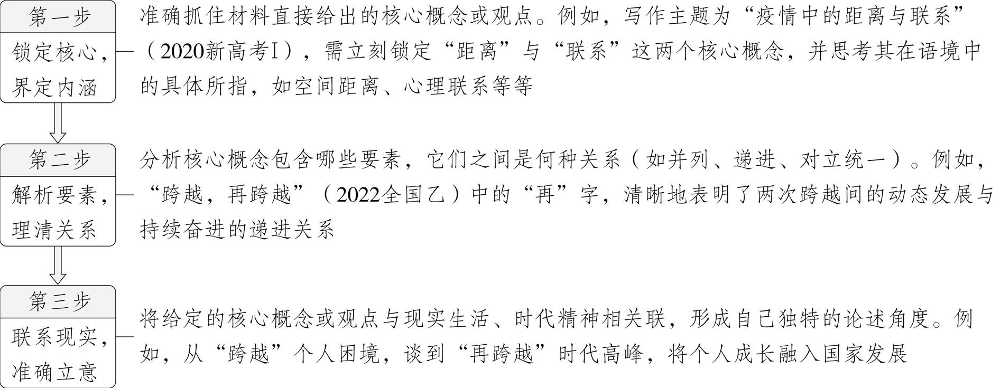 第一步
锁定核心，
界定内涵
准确抓住材料直接给出的核心概念或观点。例如，写作主题为“疫情中的距离与联系”
（2020新高考Ⅰ），需立刻锁定“距离”与“联系”这两个核心概念，并思考其在语境中
的具体所指，如空间距离、心理联系等等
第二步
解析要素，
理清关系
分析核心概念包含哪些要素，它们之间是何种关系（如并列、递进、对立统一）。例如，
“跨越，再跨越”（2022全国乙）中的“再”字，清晰地表明了两次跨越间的动态发展与
持续奋进的递进关系
第三步
联系现实，
准确立意
将给定的核心概念或观点与现实生活、时代精神相关联，形成自己独特的论述角度。例
如，从“跨越”个人困境，谈到“再跨越”时代高峰，将个人成长融入国家发展